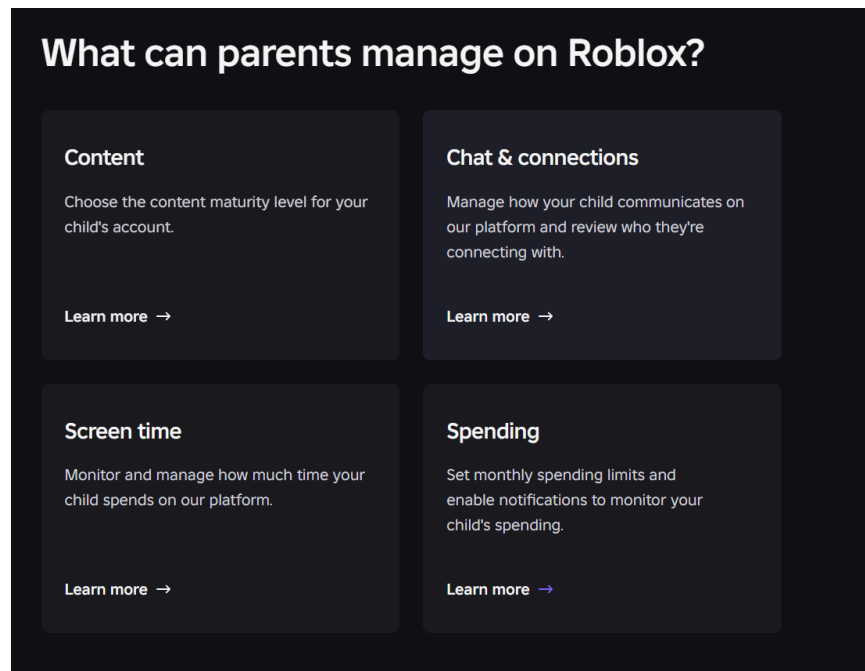 What can parents manage on Roblox?
Content
Choose the content maturity level for your
child's account.
Learn more →
Chat & connections
Manage how your child communicates on
our platform and review who they're
connecting with.
Learn more →
Screen time
Monitor and manage how much time your
child spends on our platform.
Learn more →
Spending
Set monthly spending limits and
enable notifications to monitor your
child's spending.
Learn more →